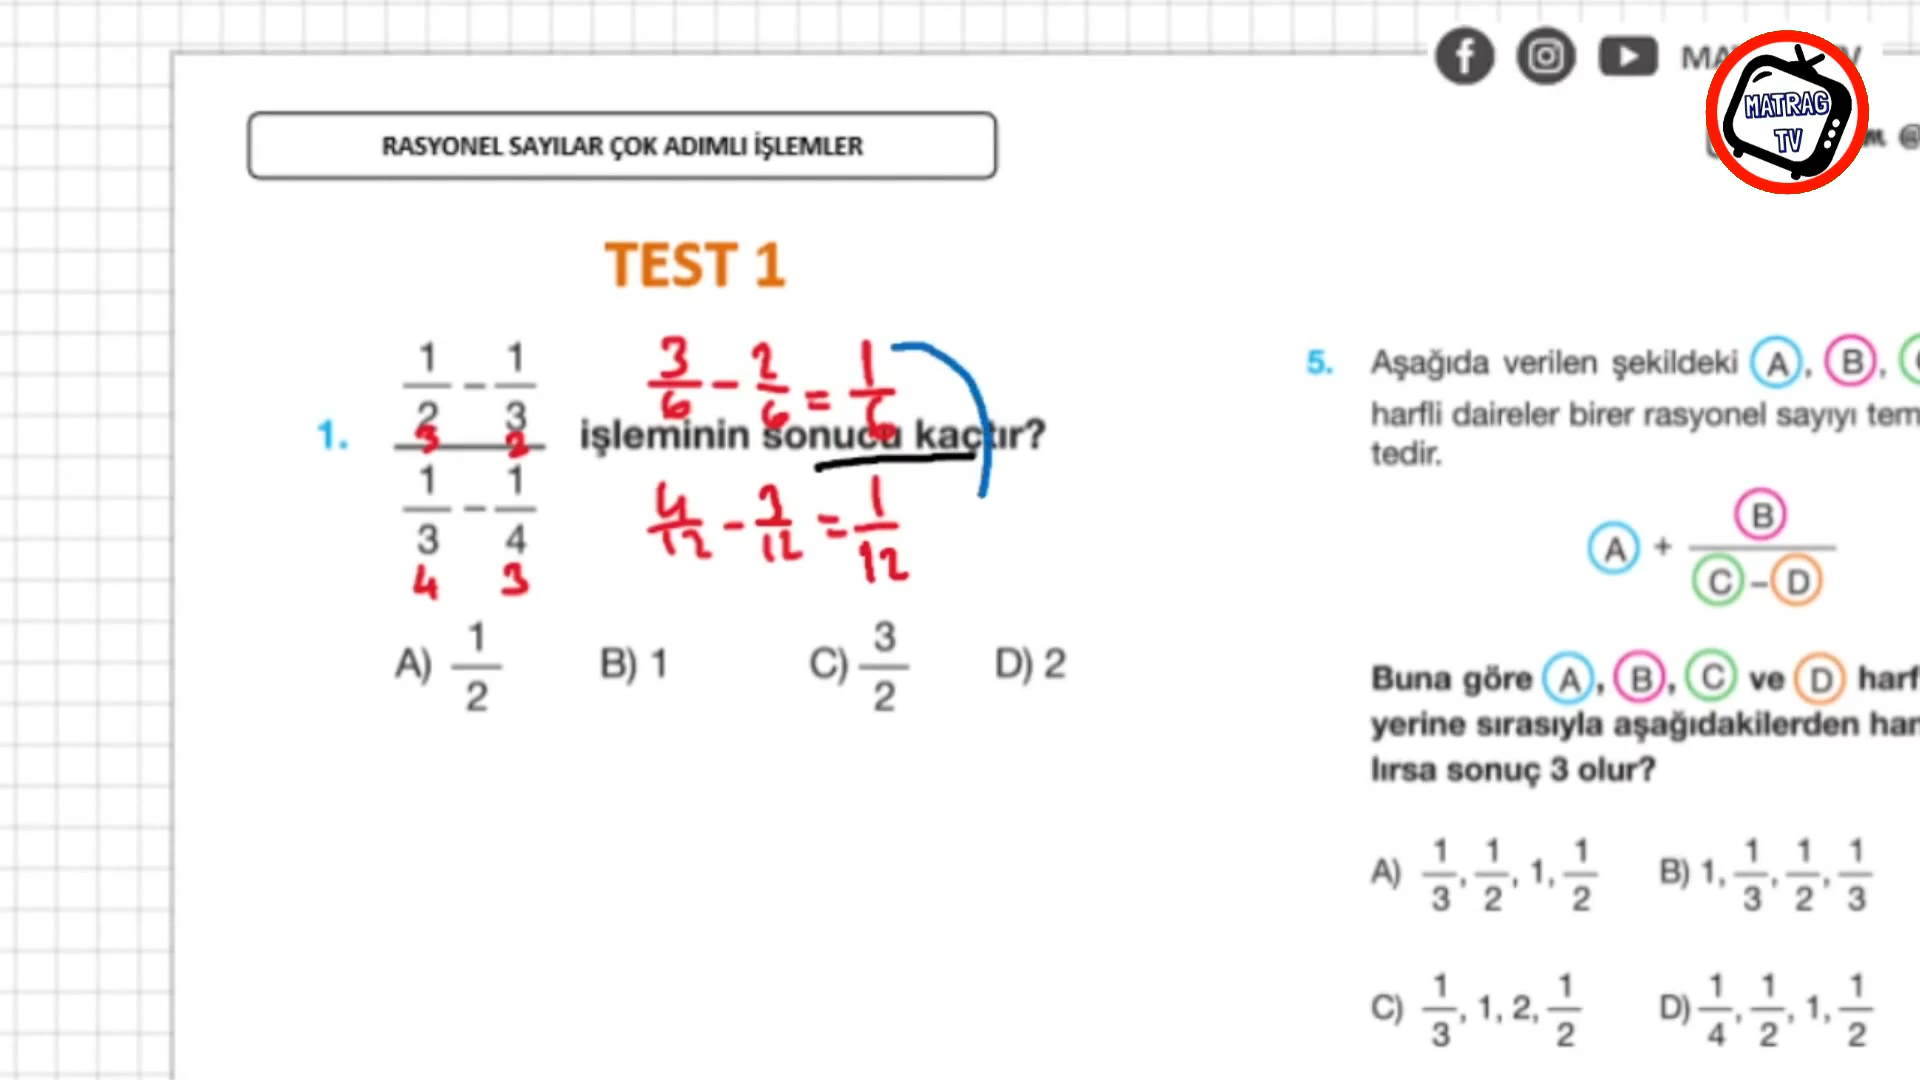 MATRAG
TV
RASYONEL SAYILAR ÇOK ADIMLI İŞLEMLER
TEST 1
1. (1/2 - 1/3) / (1/3 - 1/4) işleminin sonucu kaçtır?
3 2
4 3
3/6 - 2/6 = 1/6
4/12 - 3/12 = 1/12
A) 1/2 B) 1 C) 3/2 D) 2
5. Aşağıda verilen şekildeki A, B,
harfli daireler birer rasyonel sayıyı
tedir.
A + B / (C - D)
Buna göre A, B, C ve D
yerine sırasıyla aşağıdakilerden
lırsa sonuç 3 olur?
A) 1/3, 1/2, 1, 1/2 B) 1, 1/3, 1/2, 1/3
C) 1/3, 1, 2, 1/2 D) 1/4, 1/2, 1, 1/2